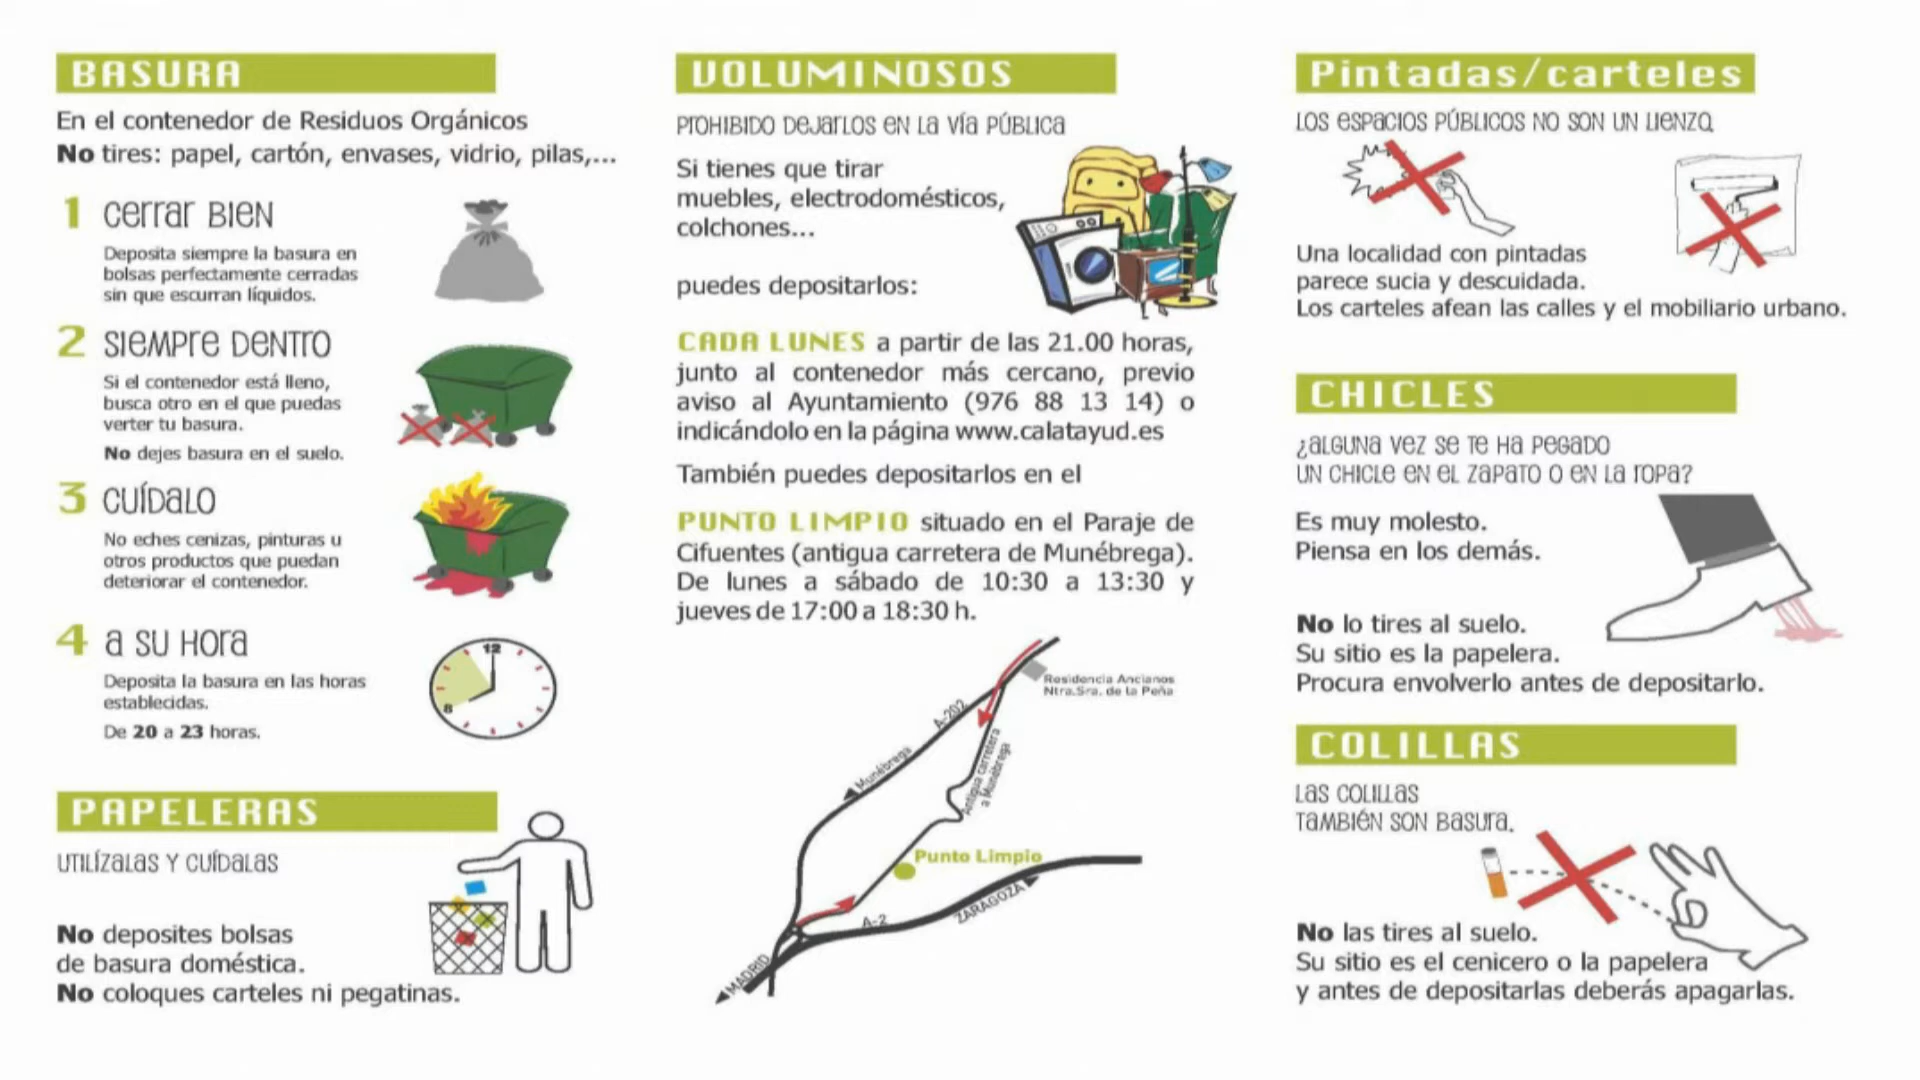 BASURA
En el contenedor de Residuos Orgánicos
No tires: papel, cartón, envases, vidrio, pilas,...
1 cerrar BIEN
Deposita siempre la basura en
bolsas perfectamente cerradas
sin que escurran líquidos.
2 SIEMPRE DENTRO
Si el contenedor está lleno,
busca otro en el que puedas
verter tu basura.
No dejes basura en el suelo.
3 CUÍDALO
No eches cenizas, pinturas u
otros productos que puedan
deteriorar el contenedor.
4 a SU HORA
Deposita la basura en las horas
establecidas.
De 20 a 23 horas.
12
8
PAPELERAS
UTILÍZALAS Y CUÍDALAS
No deposites bolsas
de basura doméstica.
No coloques carteles ni pegatinas.
VOLUMINOSOS
PROHIBIDO DEJARLOS EN LA VÍA PÚBLICA
Si tienes que tirar
muebles, electrodomésticos,
colchones...
puedes depositarlos:
CADA LUNES a partir de las 21.00 horas,
junto al contenedor más cercano, previo
aviso al Ayuntamiento (976 88 13 14) o
indicándolo en la página www.calatayud.es
También puedes depositarlos en el
PUNTO LIMPIO situado en el Paraje de
Cifuentes (antigua carretera de Munébrega).
De lunes a sábado de 10:30 a 13:30 y
jueves de 17:00 a 18:30 h.
Residencia Ancianos
Ntra.Sra. de la Peña
A-202
Munébrega
Antigua carretera
a Munébrega
Punto Limpio
A-2
ZARAGOZA
MADRID
Pintadas/carteles
LOS ESPACIOS PÚBLICOS NO SON UN LIENZO
Una localidad con pintadas
parece sucia y descuidada.
Los carteles afean las calles y el mobiliario urbano.
CHICLES
¿ALGUNA VEZ SE TE HA PEGADO
UN CHICLE EN EL ZAPATO O EN LA ROPA?
Es muy molesto.
Piensa en los demás.
No lo tires al suelo.
Su sitio es la papelera.
Procura envolverlo antes de depositarlo.
COLILLAS
LAS COLILLAS
TAMBIÉN SON BASURA.
No las tires al suelo.
Su sitio es el cenicero o la papelera
y antes de depositarlas deberás apagarlas.